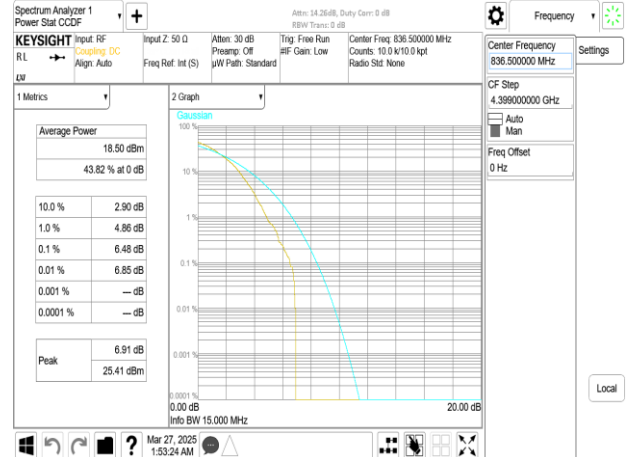 Spectrum Analyzer 1
Power Stat CCDF
Attn: 14.26dB, Duty Corr: 0 dB
RBW Trans: 0 dB
Frequency
KEYSIGHT
RL
Input: RF
Coupling: DC
Align: Auto
Input Z: 50 Ω
Freq Ref: Int (S)
Atten: 30 dB
Preamp: Off
µW Path: Standard
Trig: Free Run
#IF Gain: Low
Center Freq: 836.500000 MHz
Counts: 10.0 k/10.0 kpt
Radio Std: None
Center Frequency
836.500000 MHz
Settings
CF Step
4.399000000 GHz
Auto
Man
Freq Offset
0 Hz
1 Metrics
Average Power
18.50 dBm
43.82 % at 0 dB
10.0 % 2.90 dB
1.0 % 4.86 dB
0.1 % 6.48 dB
0.01 % 6.85 dB
0.001 % --- dB
0.0001 % --- dB
Peak
6.91 dB
25.41 dBm
2 Graph
Gaussian
100 %
10 %
1 %
0.1 %
0.01 %
0.001 %
0.0001 %
0.00 dB 20.00 dB
Info BW 15.000 MHz
Local
Mar 27, 2025
1:53:24 AM